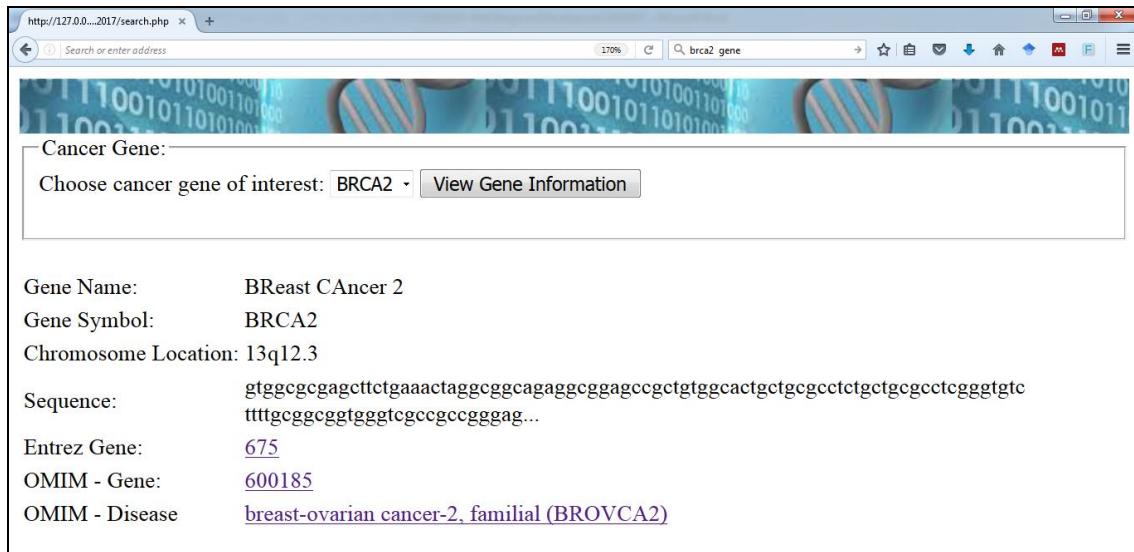 http://127.0.0....2017/search.php × +
Search or enter address 170% brca2 gene
Cancer Gene:
Choose cancer gene of interest: BRCA2 View Gene Information
Gene Name: BReast CAncer 2
Gene Symbol: BRCA2
Chromosome Location: 13q12.3
Sequence: gtggcgcgagcttctgaaactaggcggcagaggcggagccgctgtggcactgctgcgcctctgctgcgcctcgggtgtc
ttttgcggcggtgggtcgccgccgggag...
Entrez Gene: 675
OMIM - Gene: 600185
OMIM - Disease breast-ovarian cancer-2, familial (BROVCA2)